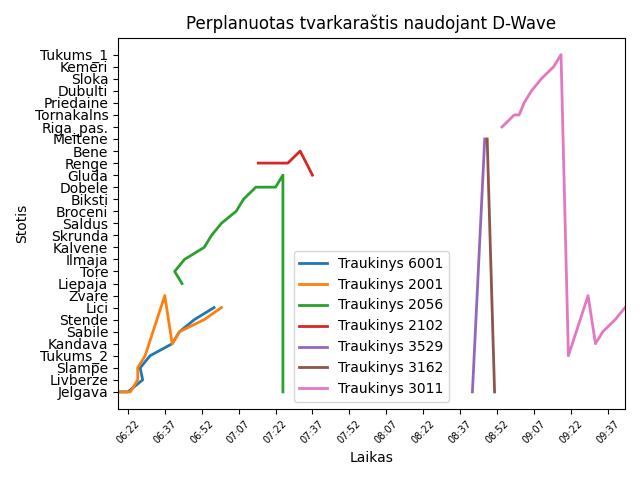 Perplanuotas tvarkaraštis naudojant D-Wave
Tukums_1
Kemeri
Sloka
Dubulti
Priedaine
Tornakalns
Riga_pas.
Meitene
Bene
Renge
Gluda
Dobele
Biksti
Broceni
Saldus
Skrunda
Kalvene
Ilmaja
Tore
Liepaja
Zvare
Lici
Stende
Sabile
Kandava
Tukums_2
Slampe
Livberze
Jelgava
Stotis
Traukinys 6001
Traukinys 2001
Traukinys 2056
Traukinys 2102
Traukinys 3529
Traukinys 3162
Traukinys 3011
06:22 06:37 06:52 07:07 07:22 07:37 07:52 08:07 08:22 08:37 08:52 09:07 09:22 09:37
Laikas